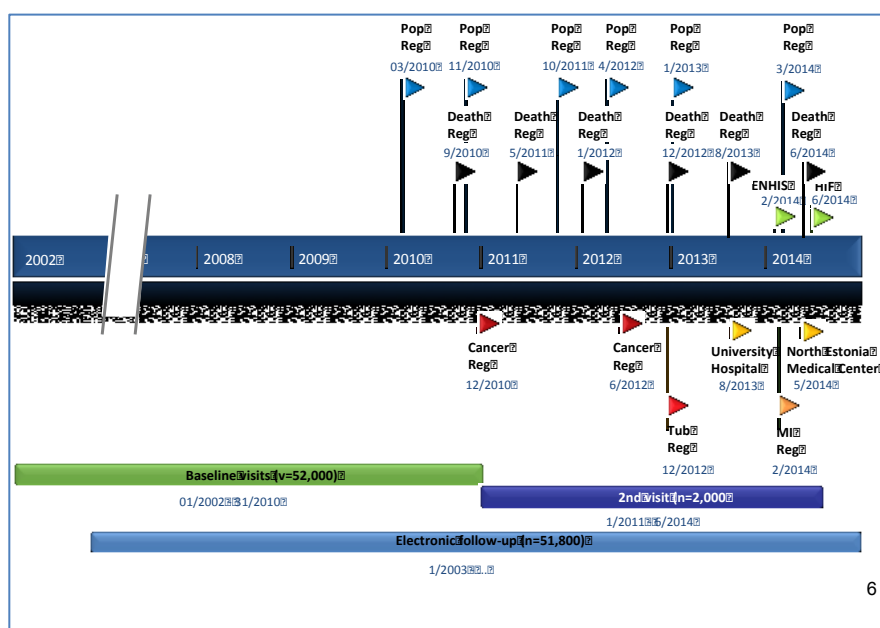 Pop
Reg
03/2010
Pop
Reg
11/2010
Pop
Reg
10/2011
Pop
Reg
4/2012
Pop
Reg
1/2013
Pop
Reg
3/2014
Death
Reg
9/2010
Death
Reg
5/2011
Death
Reg
1/2012
Death
Reg
12/2012
Death
Reg
8/2013
Death
Reg
6/2014
ENHIS
2/2014
HIF
6/2014
2002
2008
2009
2010
2011
2012
2013
2014
Cancer
Reg
12/2010
Cancer
Reg
6/2012
University
Hospital
8/2013
North Estonia
Medical Center
5/2014
Tub
Reg
12/2012
MI
Reg
2/2014
Baseline visits (v=52,000)
01/2002 31/2010
2nd visit (n=2,000
1/2011 6/2014
Electronic follow-up (n=51,800)
1/2003 ...
6